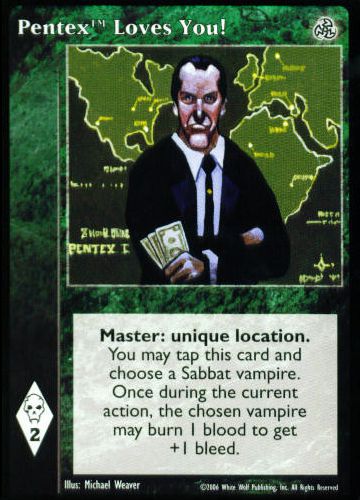 Pentex™ Loves You!
PENTEX I
Master: unique location.
You may tap this card and
choose a Sabbat vampire.
Once during the current
action, the chosen vampire
may burn 1 blood to get
+1 bleed.
2
Illus: Michael Weaver
©2006 White Wolf Publishing, Inc. All Rights Reserved